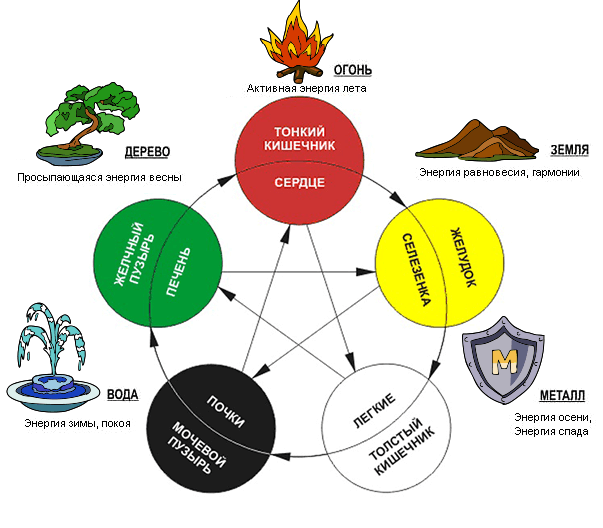 ОГОНЬ
Активная энергия лета
ТОНКИЙ
КИШЕЧНИК
СЕРДЦЕ
ДЕРЕВО
Просыпающаяся энергия весны
ЗЕМЛЯ
Энергия равновесия, гармонии
ЖЕЛЧНЫЙ
ПУЗЫРЬ
ПЕЧЕНЬ
ЖЕЛУДОК
СЕЛЕЗЕНКА
ВОДА
Энергия зимы, покоя
M
МЕТАЛЛ
Энергия осени,
Энергия спада
ПОЧКИ
МОЧЕВОЙ
ПУЗЫРЬ
ЛЕГКИЕ
ТОЛСТЫЙ
КИШЕЧНИК